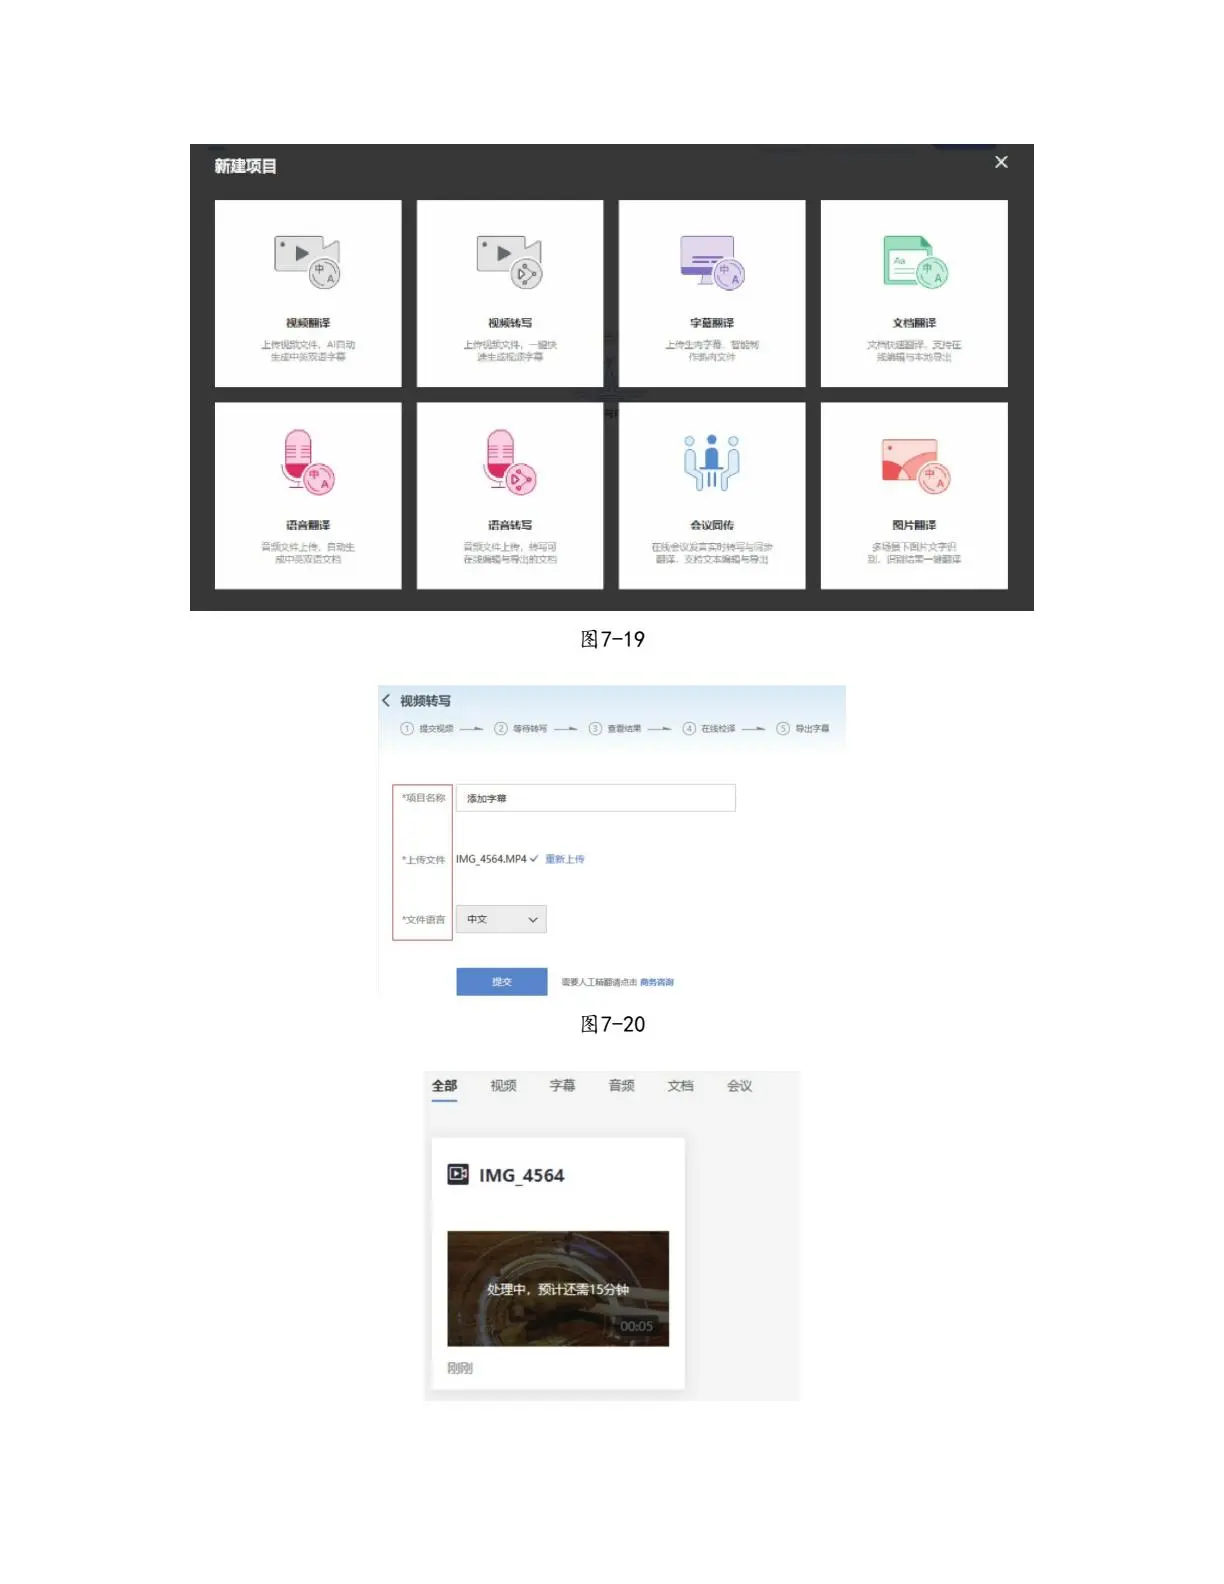 新建项目
视频翻译
上传视频文件，AI自动
生成中英双语字幕
视频转写
上传视频文件，一键快
速生成视频字幕
字幕翻译
上传生肉字幕，智能制
作熟肉文件
文档翻译
文档快速翻译，支持在
线编辑与本地导出
语音翻译
音频文件上传，自动生
成中英双语文档
语音转写
音频文件上传，转写可
在线编辑与导出的文档
会议同传
在线会议发言实时转写与同步
翻译，支持文本编辑与导出
图片翻译
多场景下图片文字识
别，识别结果一键翻译
图7-19
视频转写
1 提交视频 2 等待转写 3 查看结果 4 在线校译 5 导出字幕
*项目名称 添加字幕
*上传文件 IMG_4564.MP4 重新上传
*文件语言 中文
提交 需要人工精翻请点击 商务咨询
图7-20
全部 视频 字幕 音频 文档 会议
IMG_4564
处理中，预计还需15分钟
00:05
刚刚